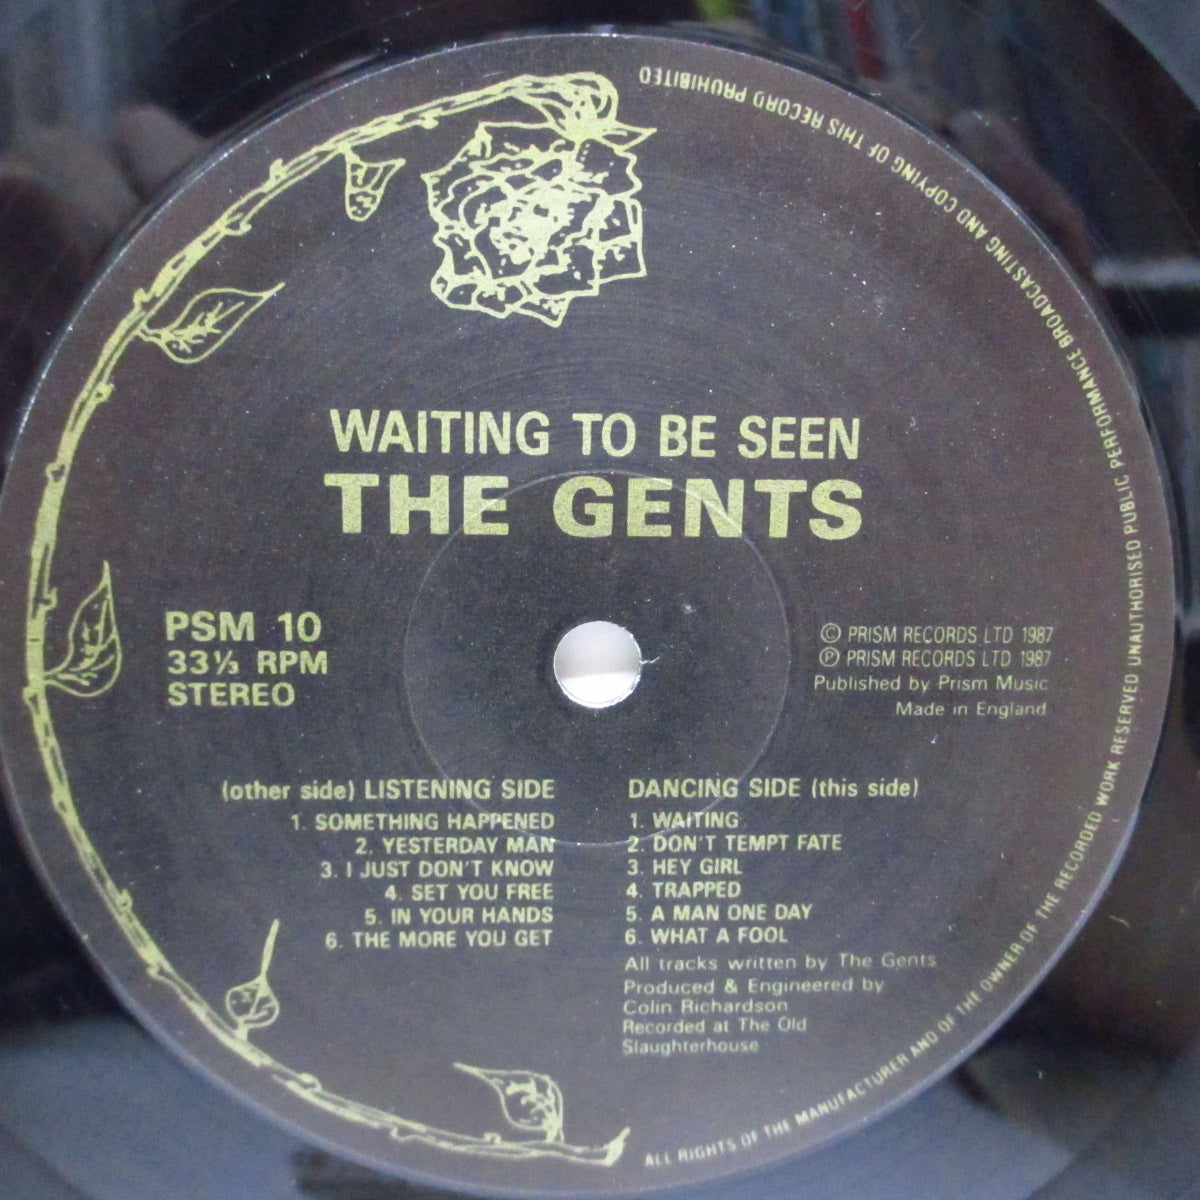 WAITING TO BE SEEN
THE GENTS
PSM 10
33⅓ RPM
STEREO
© PRISM RECORDS LTD 1987
℗ PRISM RECORDS LTD 1987
Published by Prism Music
Made in England
(other side) LISTENING SIDE
1. SOMETHING HAPPENED
2. YESTERDAY MAN
3. I JUST DON'T KNOW
4. SET YOU FREE
5. IN YOUR HANDS
6. THE MORE YOU GET
DANCING SIDE (this side)
1. WAITING
2. DON'T TEMPT FATE
3. HEY GIRL
4. TRAPPED
5. A MAN ONE DAY
6. WHAT A FOOL
All tracks written by The Gents
Produced & Engineered by
Colin Richardson
Recorded at The Old
Slaughterhouse
ALL RIGHTS OF THE MANUFACTURER AND OF THE OWNER OF THE RECORDED WORK RESERVED UNAUTHORISED PUBLIC PERFORMANCE BROADCASTING AND COPYING OF THIS RECORD PROHIBITED